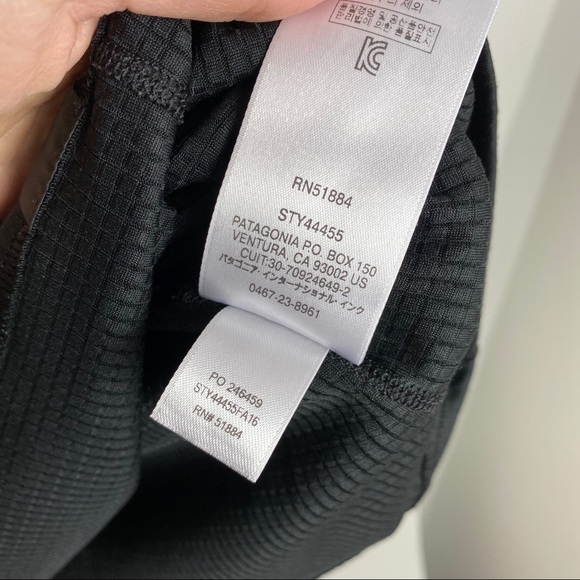 RN51884
STY44455
PATAGONIA P.O. BOX 150
VENTURA, CA 93002 US
CUIT:30-70924649-2
パタゴニア・インターナショナル・インク
0467-23-8961
PO 246459
STY44455FA16
RN# 51884